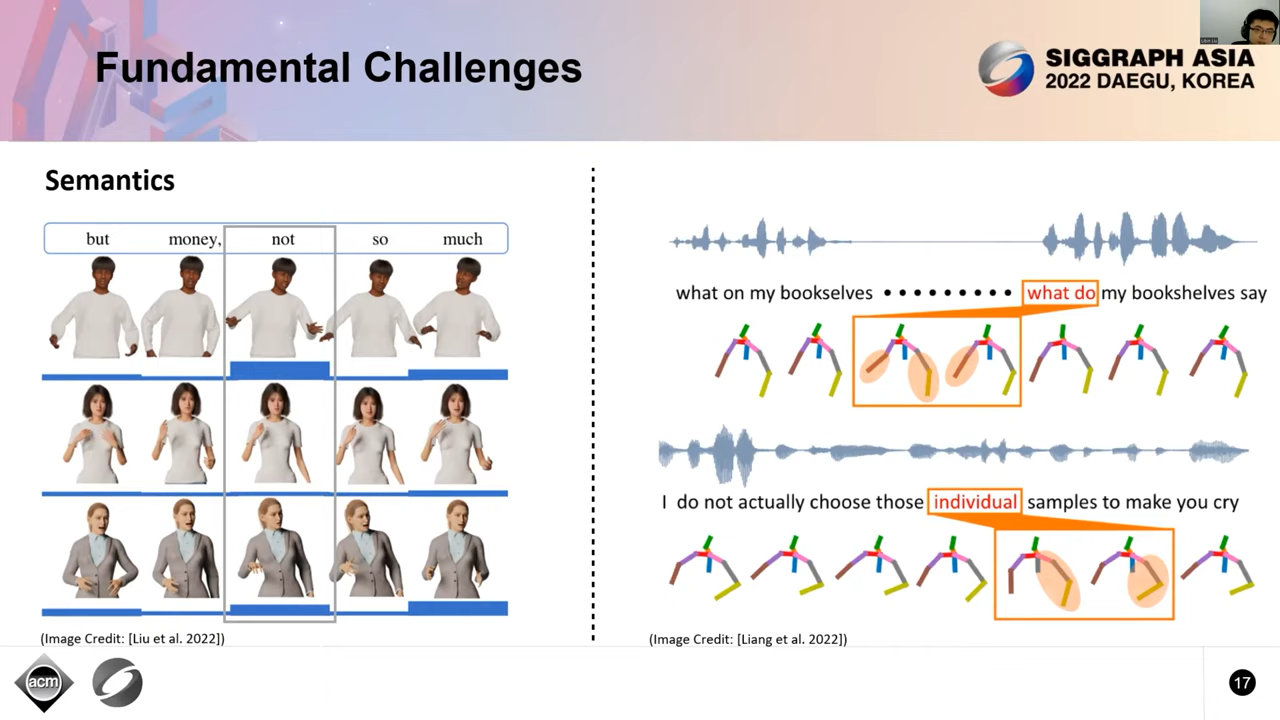 Fundamental Challenges
SIGGRAPH ASIA
2022 DAEGU, KOREA
Semantics
but money, not so much
(Image Credit: [Liu et al. 2022])
what on my bookselves ● ● ● ● ● ● ● ● ● what do my bookshelves say
I do not actually choose those individual samples to make you cry
(Image Credit: [Liang et al. 2022])
acm
17